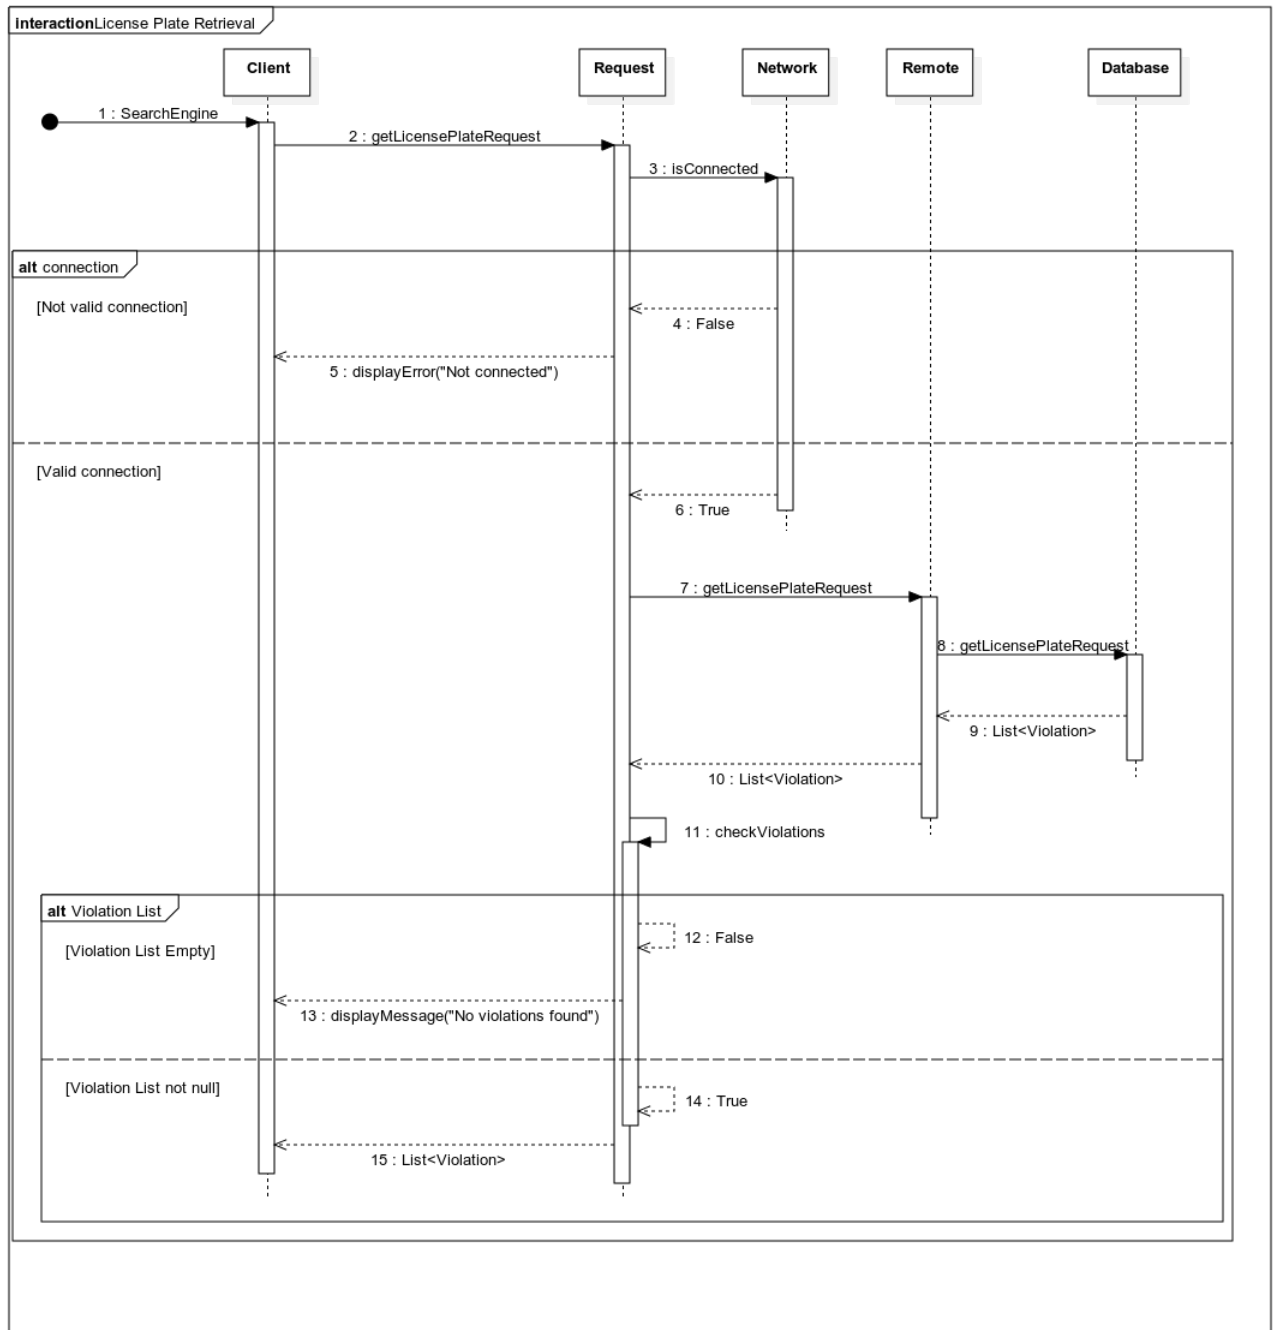 interactionLicense Plate Retrieval
Client
Request
Network
Remote
Database
1 : SearchEngine
2 : getLicensePlateRequest
3 : isConnected
alt connection
[Not valid connection]
4 : False
5 : displayError("Not connected")
[Valid connection]
6 : True
7 : getLicensePlateRequest
8 : getLicensePlateRequest
9 : List<Violation>
10 : List<Violation>
11 : checkViolations
alt Violation List
12 : False
[Violation List Empty]
13 : displayMessage("No violations found")
[Violation List not null]
14 : True
15 : List<Violation>